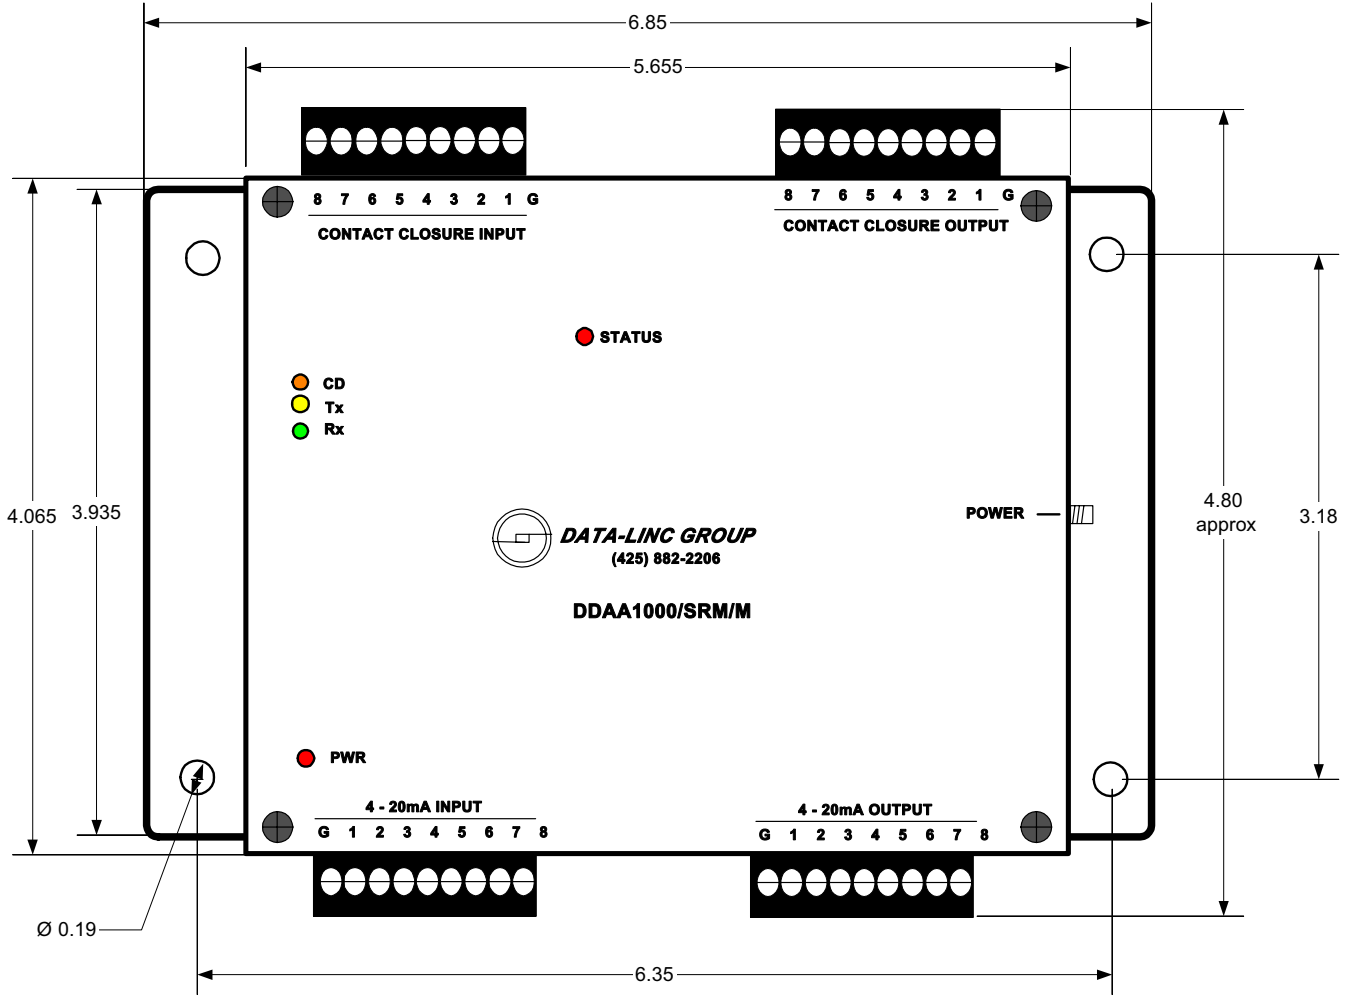 6.85
5.655
8 7 6 5 4 3 2 1 G
CONTACT CLOSURE INPUT
8 7 6 5 4 3 2 1 G
CONTACT CLOSURE OUTPUT
STATUS
CD
Tx
Rx
4.065
3.935
POWER
4.80
approx
3.18
DATA-LINC GROUP
(425) 882-2206
DDAA1000/SRM/M
PWR
4 - 20mA INPUT
G 1 2 3 4 5 6 7 8
4 - 20mA OUTPUT
G 1 2 3 4 5 6 7 8
Ø 0.19
6.35